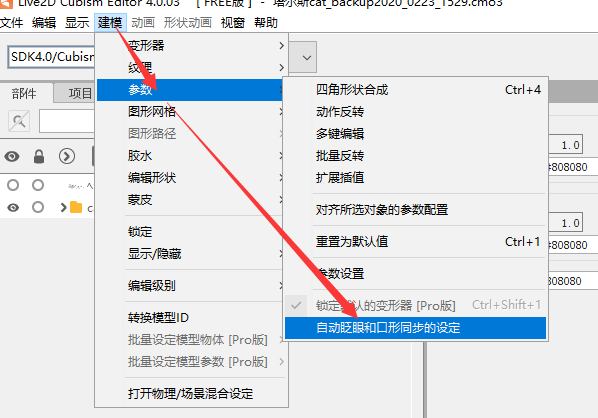 Live2D Cubism Editor 4.0.03 [ FREE版 ] - 塔尔斯cat_backup2020_0223_1529.cmo3
文件 编辑 显示 建模 动画 形状动画 视窗 帮助
SDK4.0/Cubism
部件 项目
变形器
纹理
参数
图形网格
图形路径
胶水
编辑形状
蒙皮
锁定
显示/隐藏
编辑级别
转换模型ID
批量设定模型物体 [Pro版]
批量设定模型参数 [Pro版]
打开物理/场景混合设定
四角形状合成 Ctrl+4
动作反转
多键编辑
批量反转
扩展插值
对齐所选对象的参数配置
重置为默认值 Ctrl+1
参数设置
锁定默认的变形器 [Pro版] Ctrl+Shift+1
自动眨眼和口形同步的设定
1.0
#808080
1.0
#808080
808080